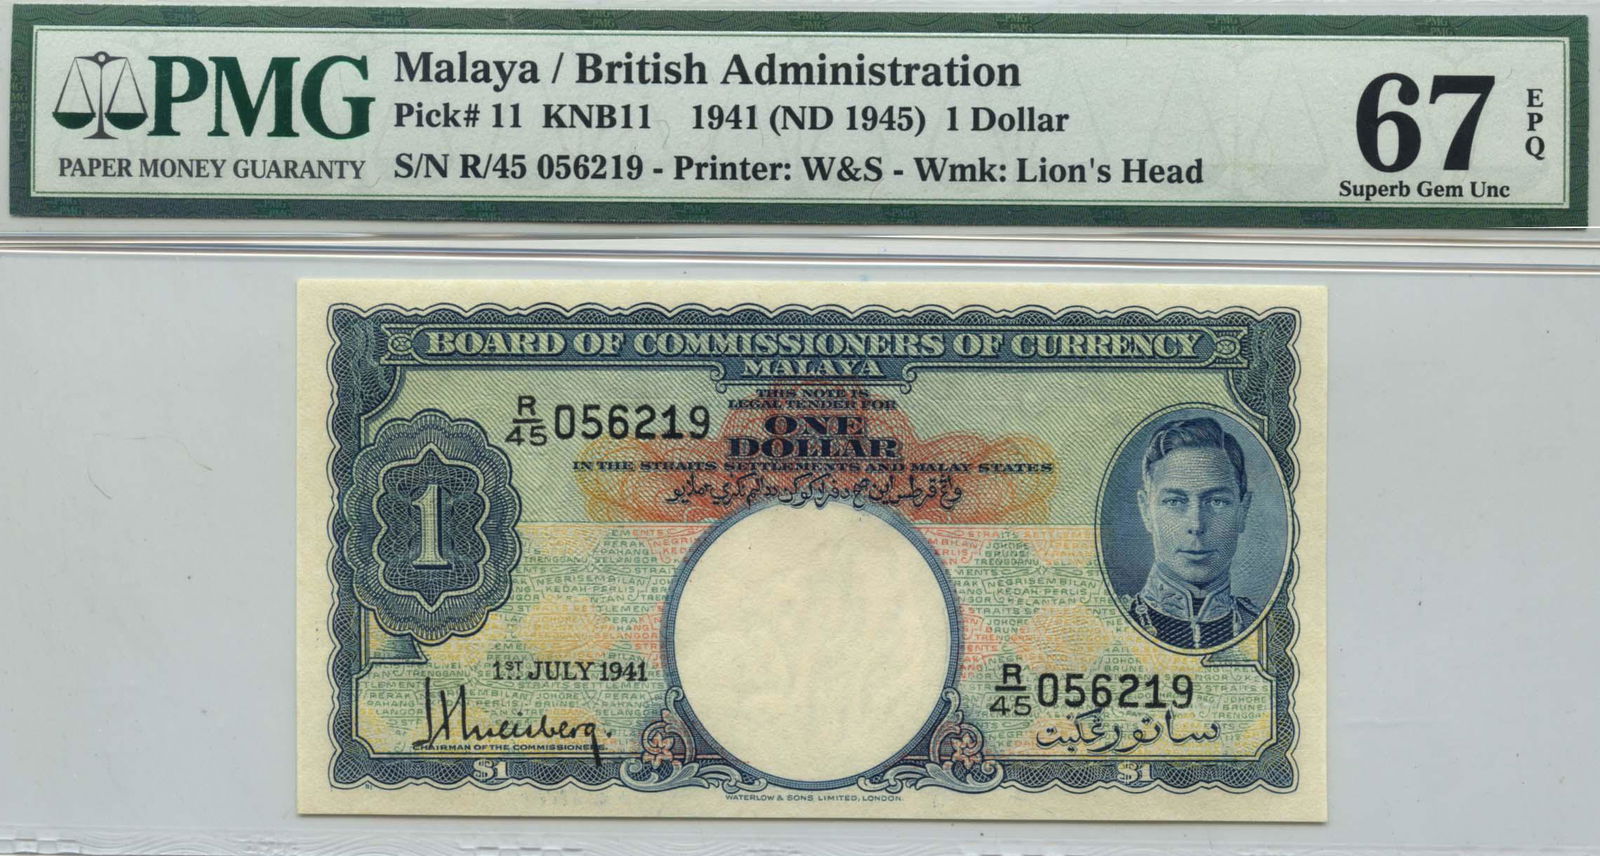 PMG
PAPER MONEY GUARANTY
Malaya / British Administration
Pick# 11 KNB11 1941 (ND 1945) 1 Dollar
S/N R/45 056219 - Printer: W&S - Wmk: Lion's Head
67
EPQ
Superb Gem Unc
BOARD OF COMMISSIONERS OF CURRENCY
MALAYA
THIS NOTE IS
LEGAL TENDER FOR
R/45 056219
ONE
DOLLAR
IN THE STRAITS SETTLEMENTS AND MALAY STATES
1
1ST JULY 1941
R/45 056219
CHAIRMAN OF THE COMMISSIONERS.
ساتو رڠݢيت
$1
$1
WATERLOW & SONS LIMITED, LONDON.